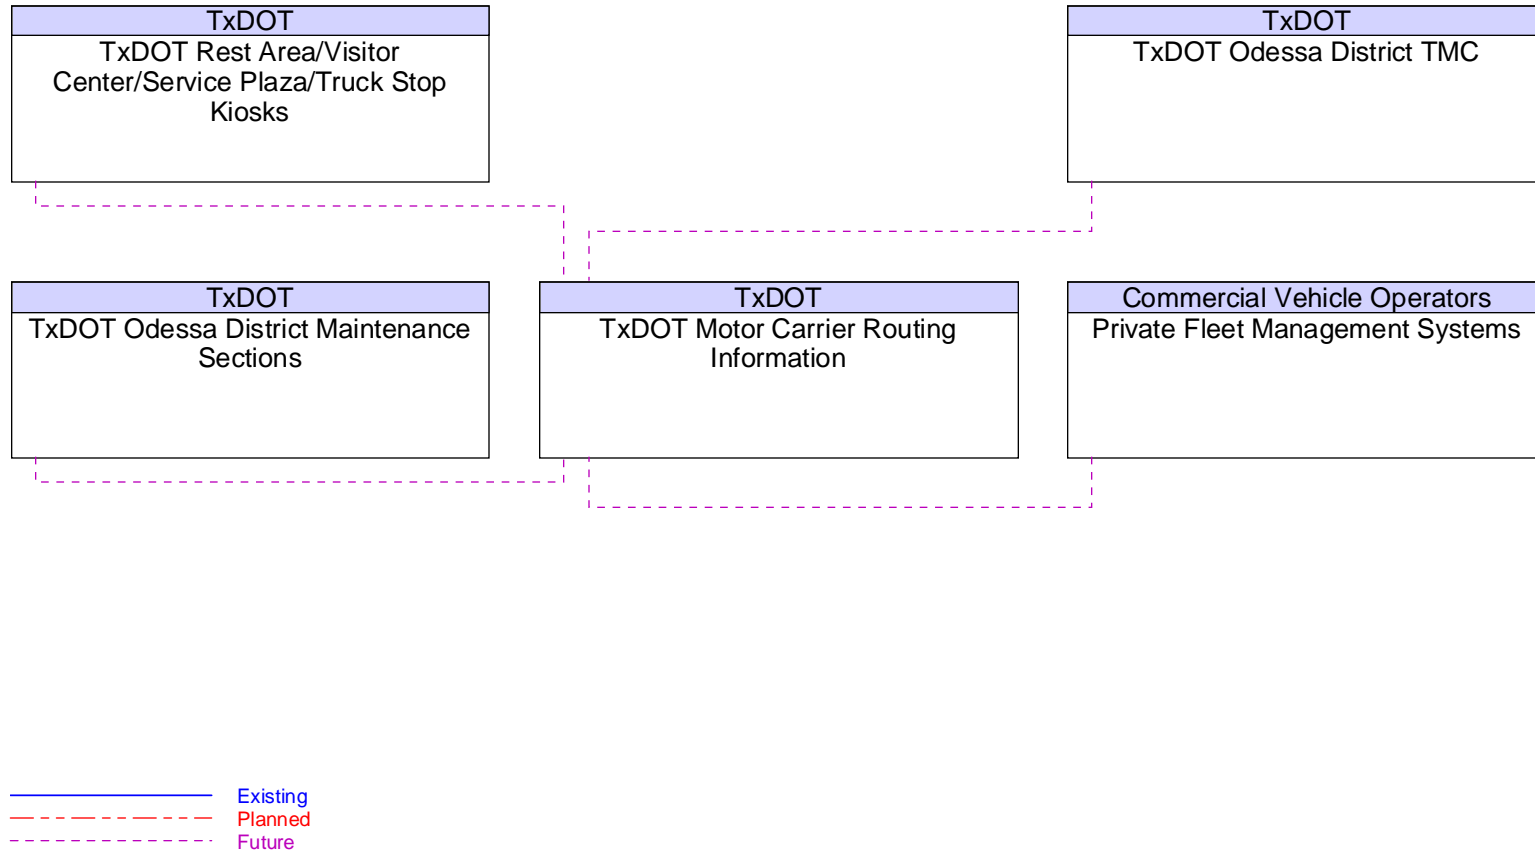 TxDOT
TxDOT Rest Area/Visitor
Center/Service Plaza/Truck Stop
Kiosks
TxDOT
TxDOT Odessa District TMC
TxDOT
TxDOT Odessa District Maintenance
Sections
TxDOT
TxDOT Motor Carrier Routing
Information
Commercial Vehicle Operators
Private Fleet Management Systems
Existing
Planned
Future